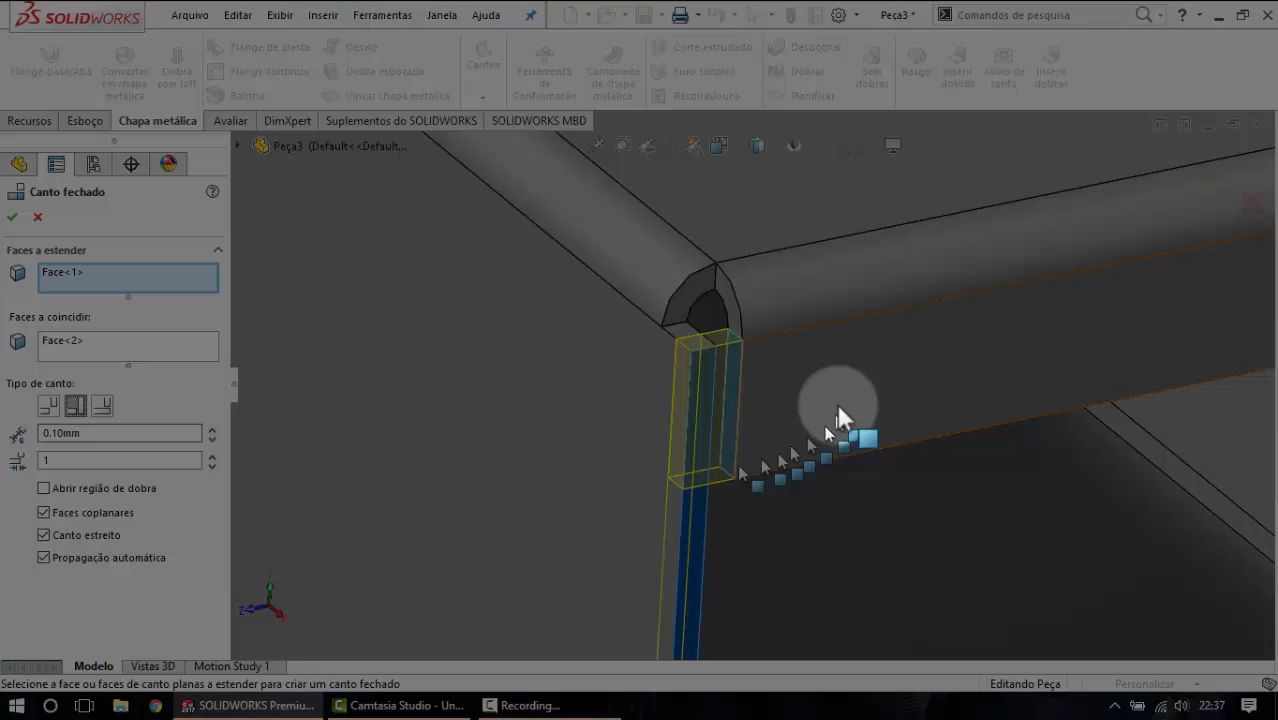 SOLIDWORKS Arquivo Editar Exibir Inserir Ferramentas Janela Ajuda Peça3 * Comandos de pesquisa
Flange-base/Aba
Converter em chapa metálica
Dobra com loft
Flange de aresta
Flange contínuo
Bainha
Desvio
Dobra esboçada
Vincar chapa metálica
Cantos
Ferramenta de Conformação
Cantoneira de chapa metálica
Corte extrudado
Furo simples
Respiradouro
Desdobrar
Dobrar
Planificar
Sem dobras
Rasgo
Inserir dobras
Alívio de canto
Inserir dobras
Recursos Esboço Chapa metálica Avaliar DimXpert Suplementos do SOLIDWORKS SOLIDWORKS MBD
Peça3 (Default<<Default...
Canto fechado
Faces a estender
Face<1>
Faces a coincidir:
Face<2>
Tipo de canto:
0.10mm
1
Abrir região de dobra
Faces coplanares
Canto estreito
Propagação automática
Z
Modelo Vistas 3D Motion Study 1
Selecione a face ou faces de canto planas a estender para criar um canto fechado Editando Peça Personalizar
SOLIDWORKS Premiu... Camtasia Studio - Un... Recording... 22:37